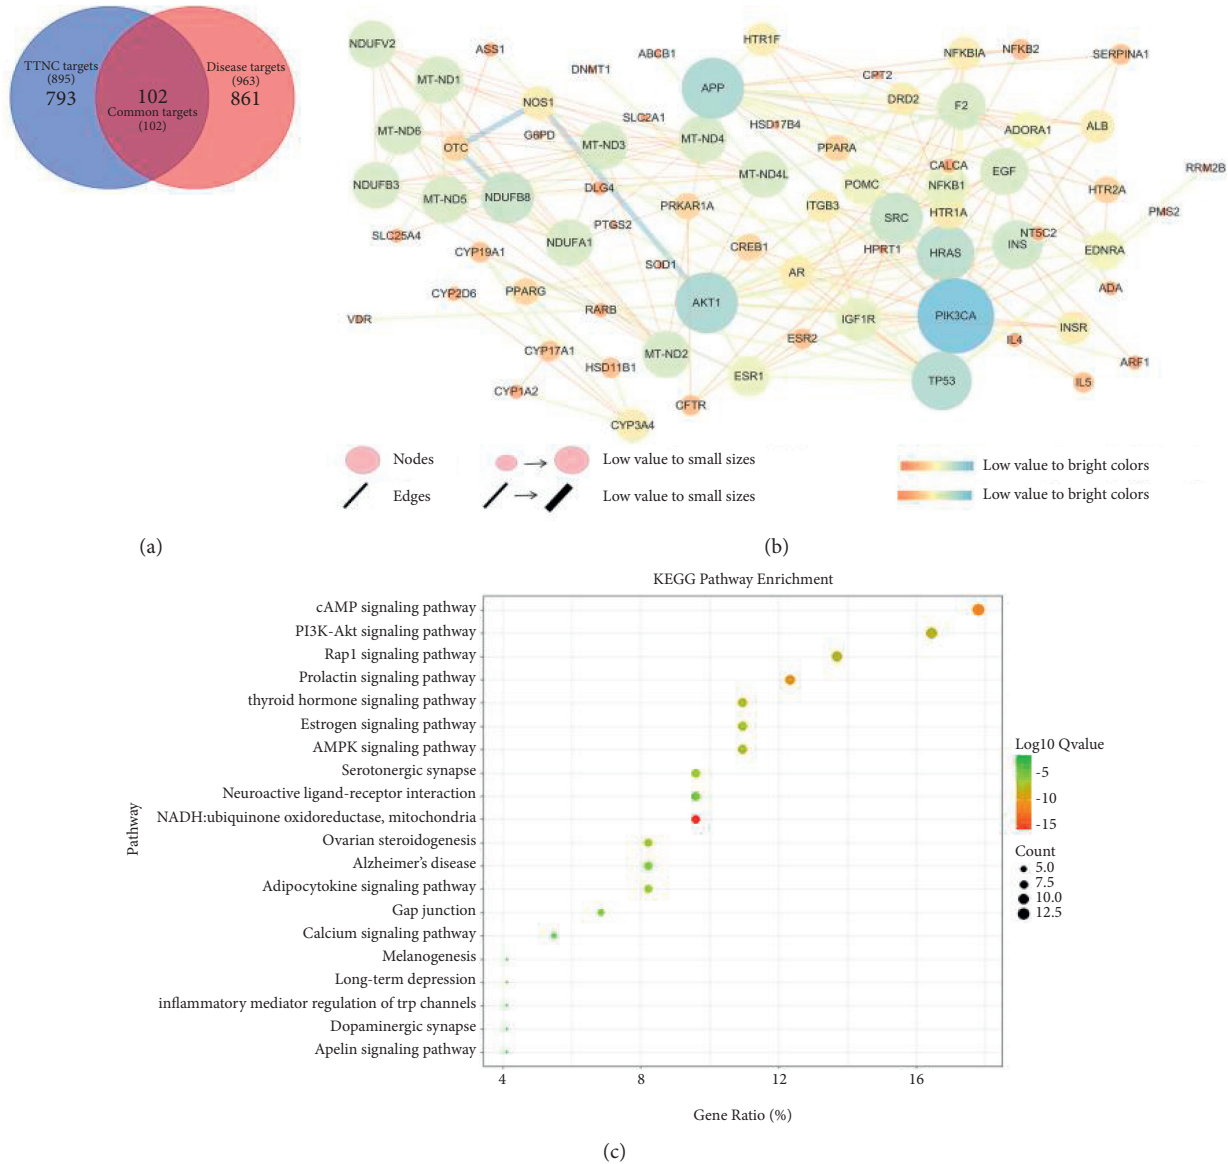 TTNC targets
(895)
793
102
Common targets
(102)
Disease targets
(963)
861
(a)
NDUFV2
ASS1
ABCB1
HTR1F
NFKBIA
NFKB2
SERPINA1
MT-ND1
DNMT1
APP
CPT2
NOS1
DRD2
F2
SLC2A1
HSD17B4
MT-ND6
G6PD
MT-ND3
MT-ND4
ADORA1
ALB
OTC
PPARA
CALCA
RRM2B
NDUFB3
MT-ND5
NDUFB8
DLG4
MT-ND4L
POMC
NFKB1
EGF
HTR2A
PRKAR1A
ITGB3
HTR1A
PMS2
SLC25A4
PTGS2
SRC
NT5C2
NDUFA1
CREB1
HPRT1
HRAS
INS
EDNRA
CYP19A1
SOD1
AR
CYP2D6
PPARG
AKT1
ADA
VDR
RARB
IGF1R
PIK3CA
INSR
ESR2
IL4
CYP17A1
HSD11B1
MT-ND2
ARF1
CYP1A2
ESR1
TP53
IL5
CFTR
CYP3A4
Nodes
Low value to small sizes
Low value to bright colors
Edges
Low value to small sizes
Low value to bright colors
(b)
KEGG Pathway Enrichment
cAMP signaling pathway
PI3K-Akt signaling pathway
Rap1 signaling pathway
Prolactin signaling pathway
thyroid hormone signaling pathway
Estrogen signaling pathway
AMPK signaling pathway
Serotonergic synapse
Neuroactive ligand-receptor interaction
NADH:ubiquinone oxidoreductase, mitochondria
Ovarian steroidogenesis
Alzheimer's disease
Adipocytokine signaling pathway
Gap junction
Calcium signaling pathway
Melanogenesis
Long-term depression
inflammatory mediator regulation of trp channels
Dopaminergic synapse
Apelin signaling pathway
Pathway
4
8
12
16
Gene Ratio (%)
Log10 Qvalue
-5
-10
-15
Count
5.0
7.5
10.0
12.5
(c)